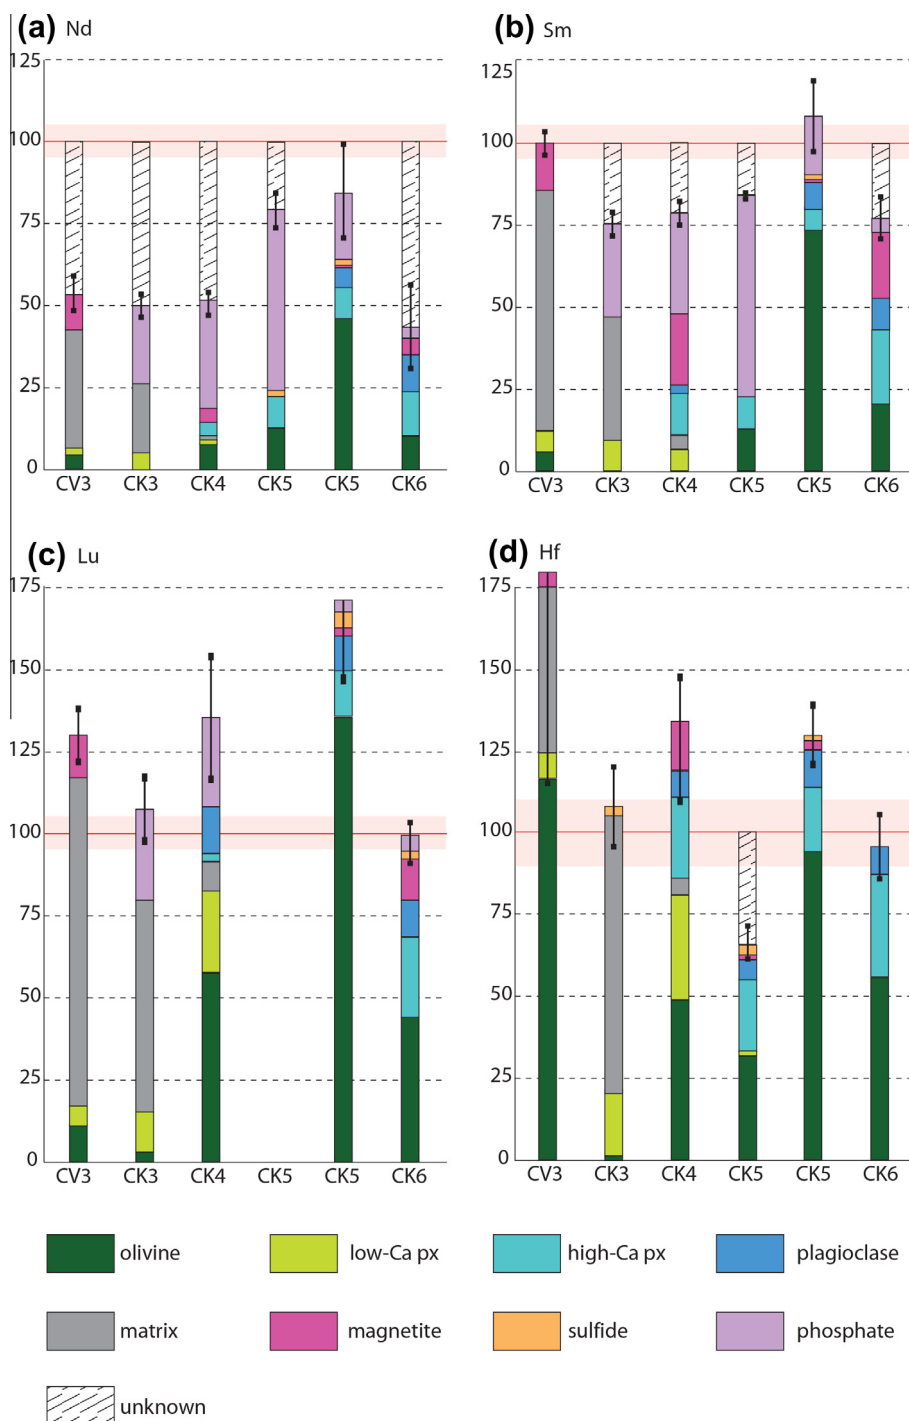 (a) Nd
125
100
75
50
25
0
CV3 CK3 CK4 CK5 CK5 CK6
(b) Sm
125
100
75
50
25
0
CV3 CK3 CK4 CK5 CK5 CK6
(c) Lu
175
150
125
100
75
50
25
0
CV3 CK3 CK4 CK5 CK5 CK6
(d) Hf
175
150
125
100
75
50
25
0
CV3 CK3 CK4 CK5 CK5 CK6
olivine low-Ca px high-Ca px plagioclase
matrix magnetite sulfide phosphate
unknown